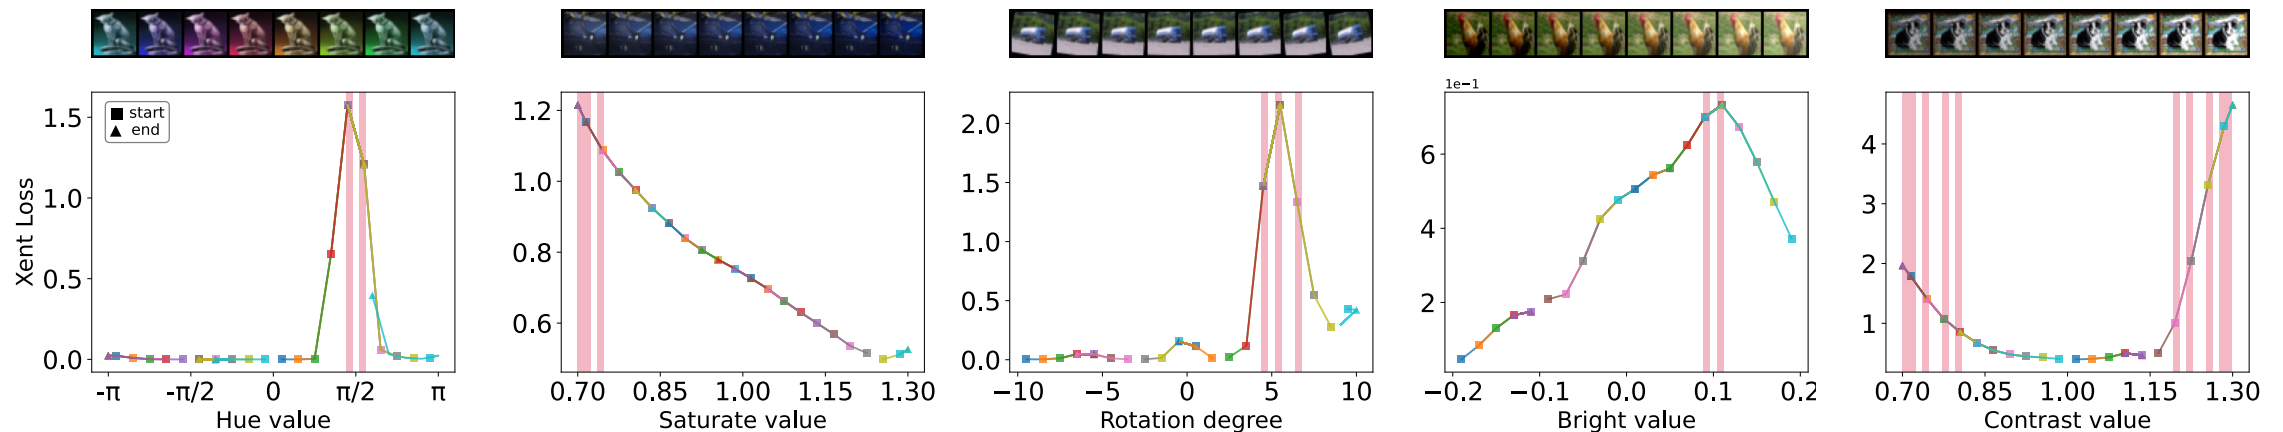 1e−1
■ start
▲ end
Xent Loss
1.5
1.0
0.5
0.0
-π -π/2 0 π/2 π
Hue value
1.2
1.0
0.8
0.6
0.70 0.85 1.00 1.15 1.30
Saturate value
2.0
1.5
1.0
0.5
0.0
−10 −5 0 5 10
Rotation degree
6
4
2
−0.2 −0.1 0.0 0.1 0.2
Bright value
4
3
2
1
0.70 0.85 1.00 1.15 1.30
Contrast value